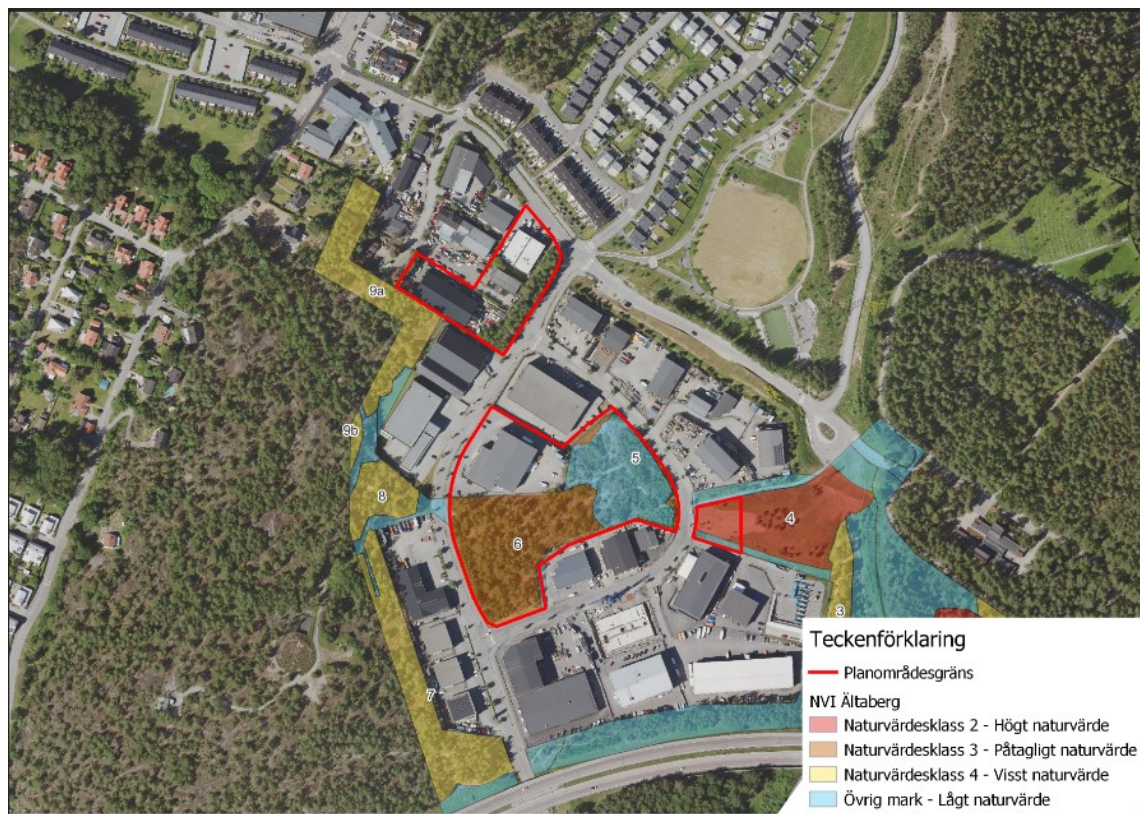 9a
9b
5
8
4
6
3
7
Teckenförklaring
Planområdesgräns
NVI Ältaberg
Naturvärdesklass 2 - Högt naturvärde
Naturvärdesklass 3 - Påtagligt naturvärde
Naturvärdesklass 4 - Visst naturvärde
Övrig mark - Lågt naturvärde